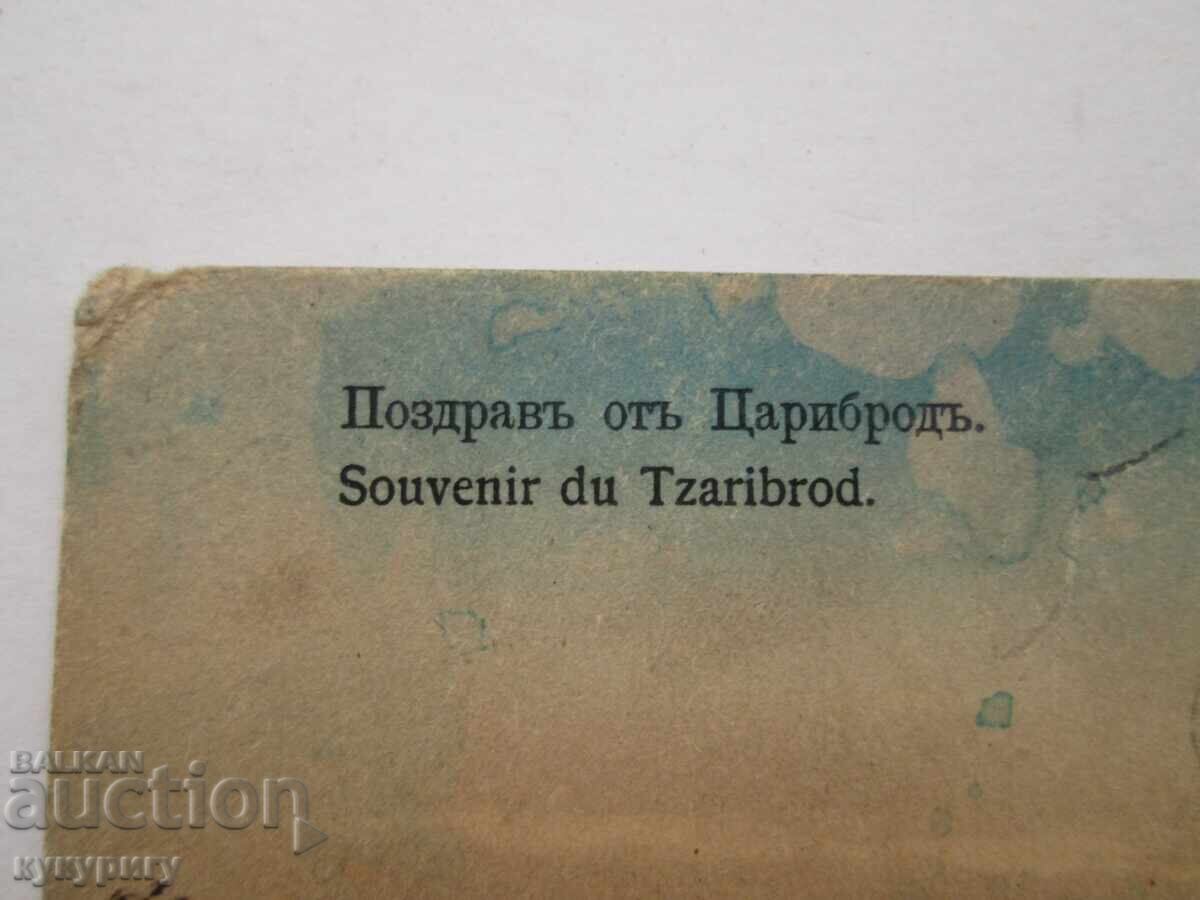 Поздравъ отъ Царибродъ.
Souvenir du Tzaribrod.
BALKAN
auction
кукуригу